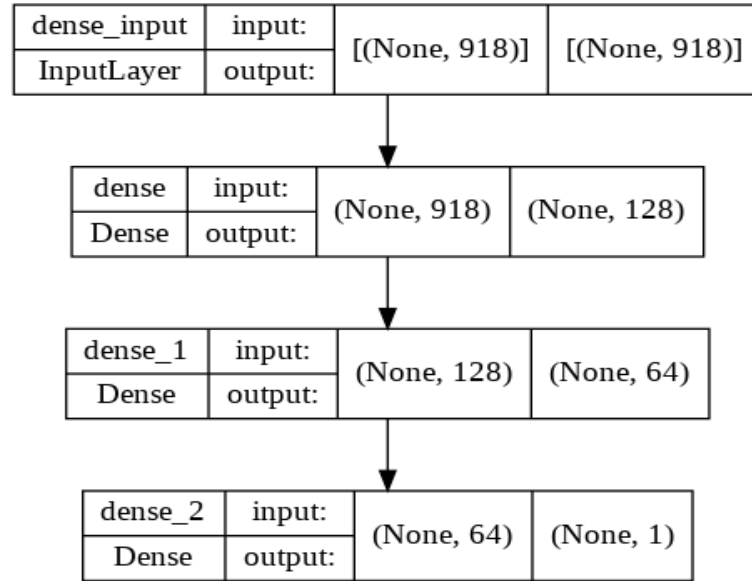 dense_input input: [(None, 918)] [(None, 918)]
InputLayer output:
dense input: (None, 918) (None, 128)
Dense output:
dense_1 input: (None, 128) (None, 64)
Dense output:
dense_2 input: (None, 64) (None, 1)
Dense output: